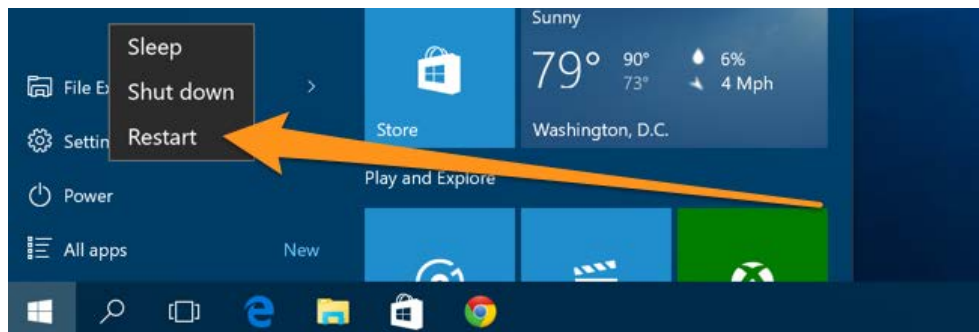 Sleep
Shut down
Restart
File Ex
Settin
Power
All apps New
Store
Sunny
79° 90° 6%
73° 4 Mph
Washington, D.C.
Play and Explore